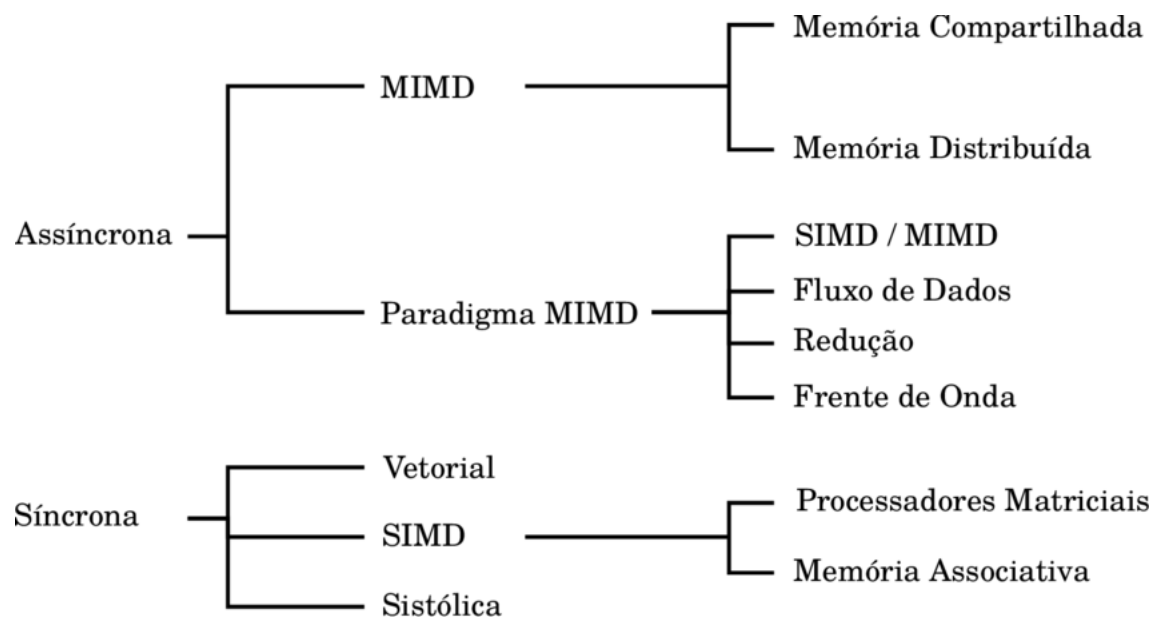 Memória Compartilhada
MIMD
Memória Distribuída
Assíncrona
SIMD / MIMD
Fluxo de Dados
Paradigma MIMD
Redução
Frente de Onda
Vetorial
Processadores Matriciais
Síncrona
SIMD
Memória Associativa
Sistólica